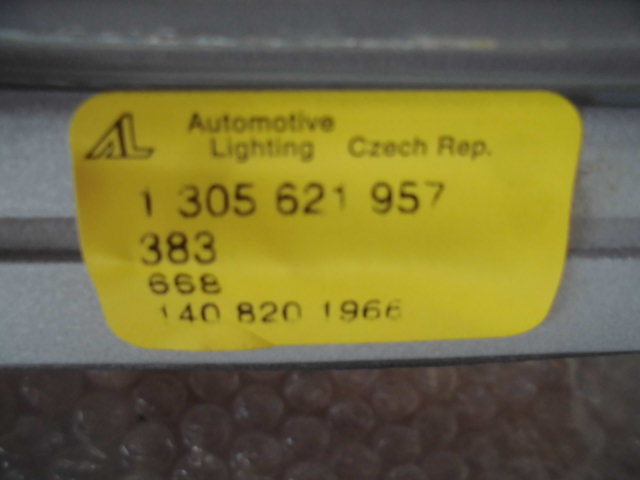 AL Automotive
Lighting Czech Rep.
1 305 621 957
383
668
140 820 1966